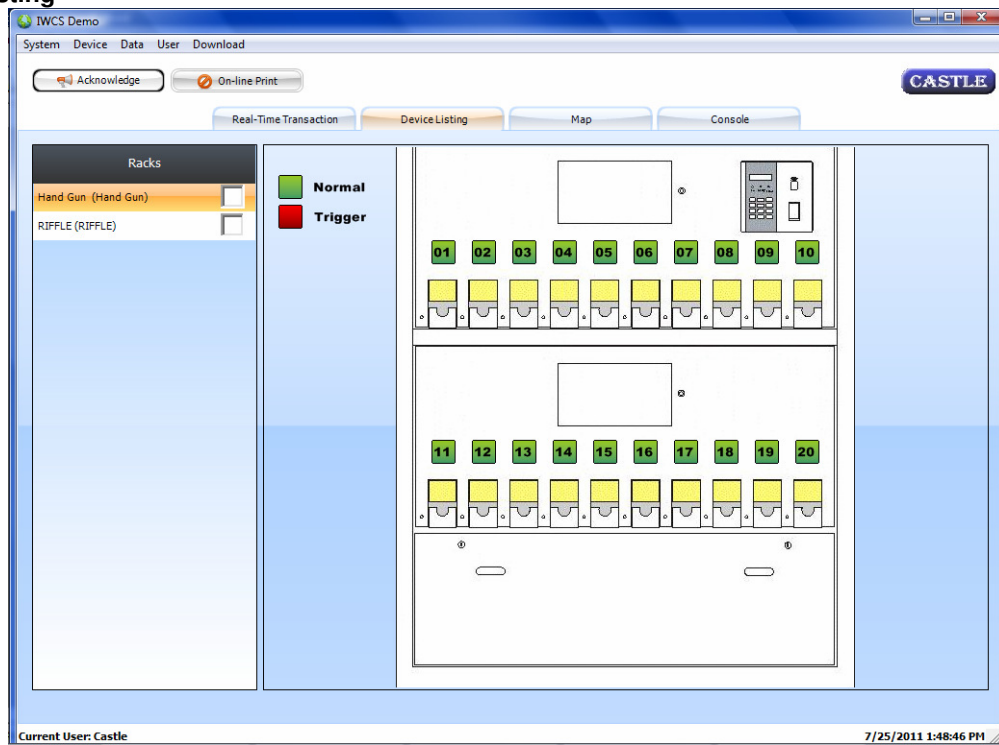 sting
IWCS Demo
System Device Data User Download
Acknowledge On-line Print
CASTLE
Real-Time Transaction Device Listing Map Console
Racks
Hand Gun (Hand Gun)
RIFFLE (RIFFLE)
Normal
Trigger
01 02 03 04 05 06 07 08 09 10
11 12 13 14 15 16 17 18 19 20
Current User: Castle 7/25/2011 1:48:46 PM